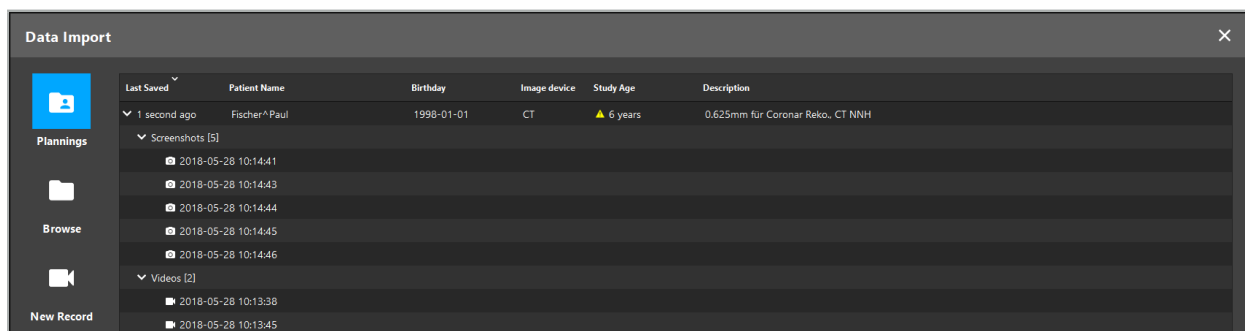 Data Import
Last Saved Patient Name Birthday Image device Study Age Description
1 second ago Fischer^Paul 1998-01-01 CT 6 years 0.625mm für Coronar Reko., CT NNH
Plannings
Screenshots [5]
2018-05-28 10:14:41
2018-05-28 10:14:43
2018-05-28 10:14:44
2018-05-28 10:14:45
2018-05-28 10:14:46
Browse
Videos [2]
2018-05-28 10:13:38
2018-05-28 10:13:45
New Record